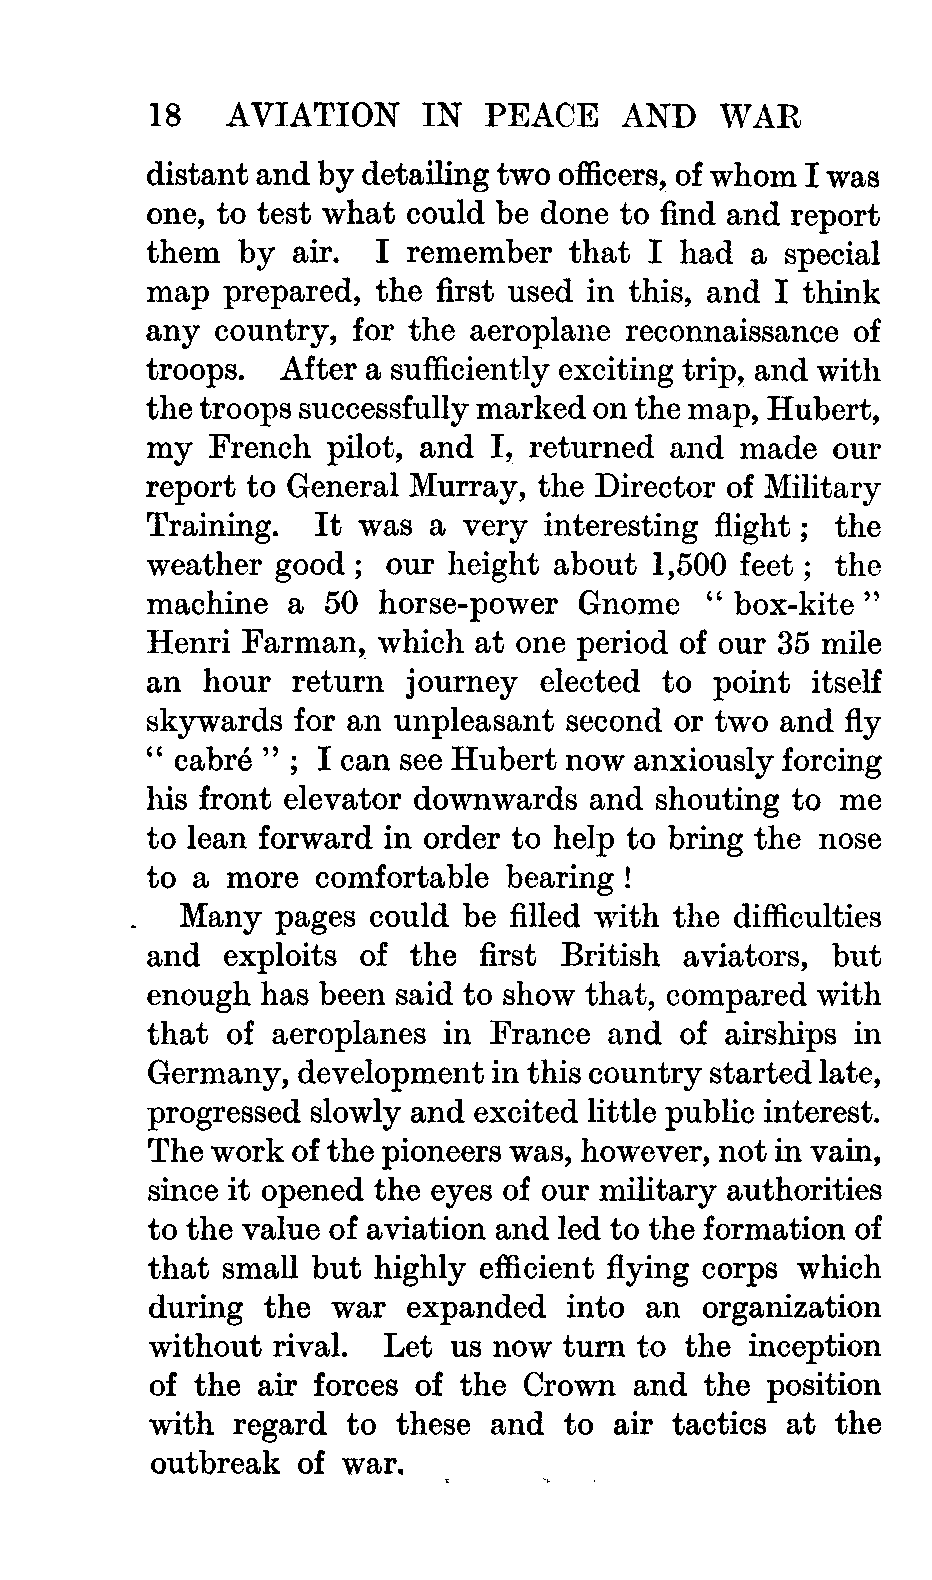 18 AVIATION IN PEACE AND WAR
distant and by detailing two officers, of whom I was
one, to test what could be done to find and report
them by air. I remember that I had a special
map prepared, the first used in this, and I think
any country, for the aeroplane reconnaissance of
troops. After a sufficiently exciting trip, and with
the troops successfully marked on the map, Hubert,
my French pilot, and I, returned and made our
report to General Murray, the Director of Military
Training. It was a very interesting flight ; the
weather good ; our height about 1,500 feet ; the
machine a 50 horse-power Gnome “ box-kite ”
Henri Farman, which at one period of our 35 mile
an hour return journey elected to point itself
skywards for an unpleasant second or two and fly
“ cabré ” ; I can see Hubert now anxiously forcing
his front elevator downwards and shouting to me
to lean forward in order to help to bring the nose
to a more comfortable bearing !
Many pages could be filled with the difficulties
and exploits of the first British aviators, but
enough has been said to show that, compared with
that of aeroplanes in France and of airships in
Germany, development in this country started late,
progressed slowly and excited little public interest.
The work of the pioneers was, however, not in vain,
since it opened the eyes of our military authorities
to the value of aviation and led to the formation of
that small but highly efficient flying corps which
during the war expanded into an organization
without rival. Let us now turn to the inception
of the air forces of the Crown and the position
with regard to these and to air tactics at the
outbreak of war.